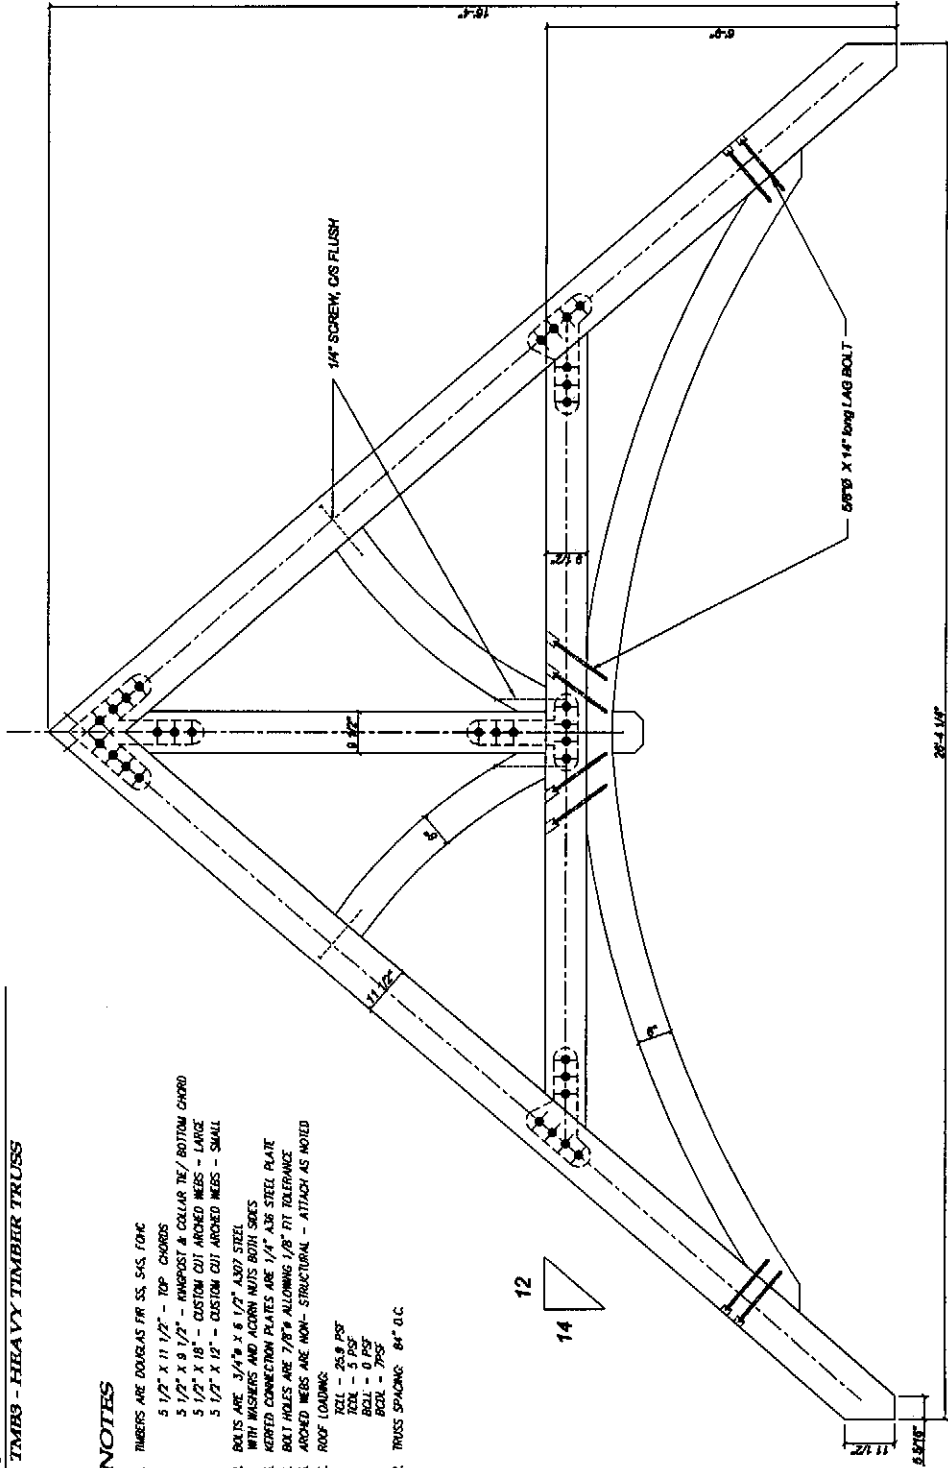 TMB3 - HEAVY TIMBER TRUSS
NOTES
TIMBERS ARE DOUGLAS FIR SS, S4S, FOHC
5 1/2" X 11 1/2" - TOP CHORDS
5 1/2" X 9 1/2" - KINGPOST & COLLAR TIE/ BOTTOM CHORD
5 1/2" X 18" - CUSTOM CUT ARCHED WEBS - LARGE
5 1/2" X 12" - CUSTOM CUT ARCHED WEBS - SMALL
BOLTS ARE 3/4"ø X 6 1/2" A307 STEEL
WITH WASHERS AND ACORN NUTS BOTH SIDES
KERFED CONNECTION PLATES ARE 1/4" A36 STEEL PLATE
BOLT HOLES ARE 7/8"ø ALLOWING 1/8" FIT TOLERANCE
ARCHED WEBS ARE NON- STRUCTURAL - ATTACH AS NOTED
ROOF LOADING:
TCLL - 25.9 PSF
TCDL - 5 PSF
BCLL - 0 PSF
BCDL - 7PSF
TRUSS SPACING: 84" O.C.
1/4" SCREW, C/S FLUSH
5/8"Ø X 14" long LAG BOLT
12
14
11 1/2"
9 1/2"
9 1/2"
8"
6"
6'-9"
11 1/2"
5 5/16"
26'-4 1/4"